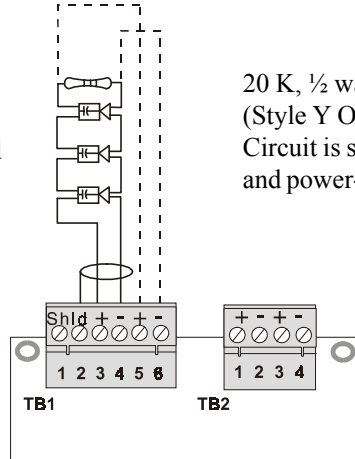 20 K, ½ wa
(Style Y O
Circuit is s
and power-
Shld + - + -
1 2 3 4 5 6
+ - + -
1 2 3 4
TB1
TB2